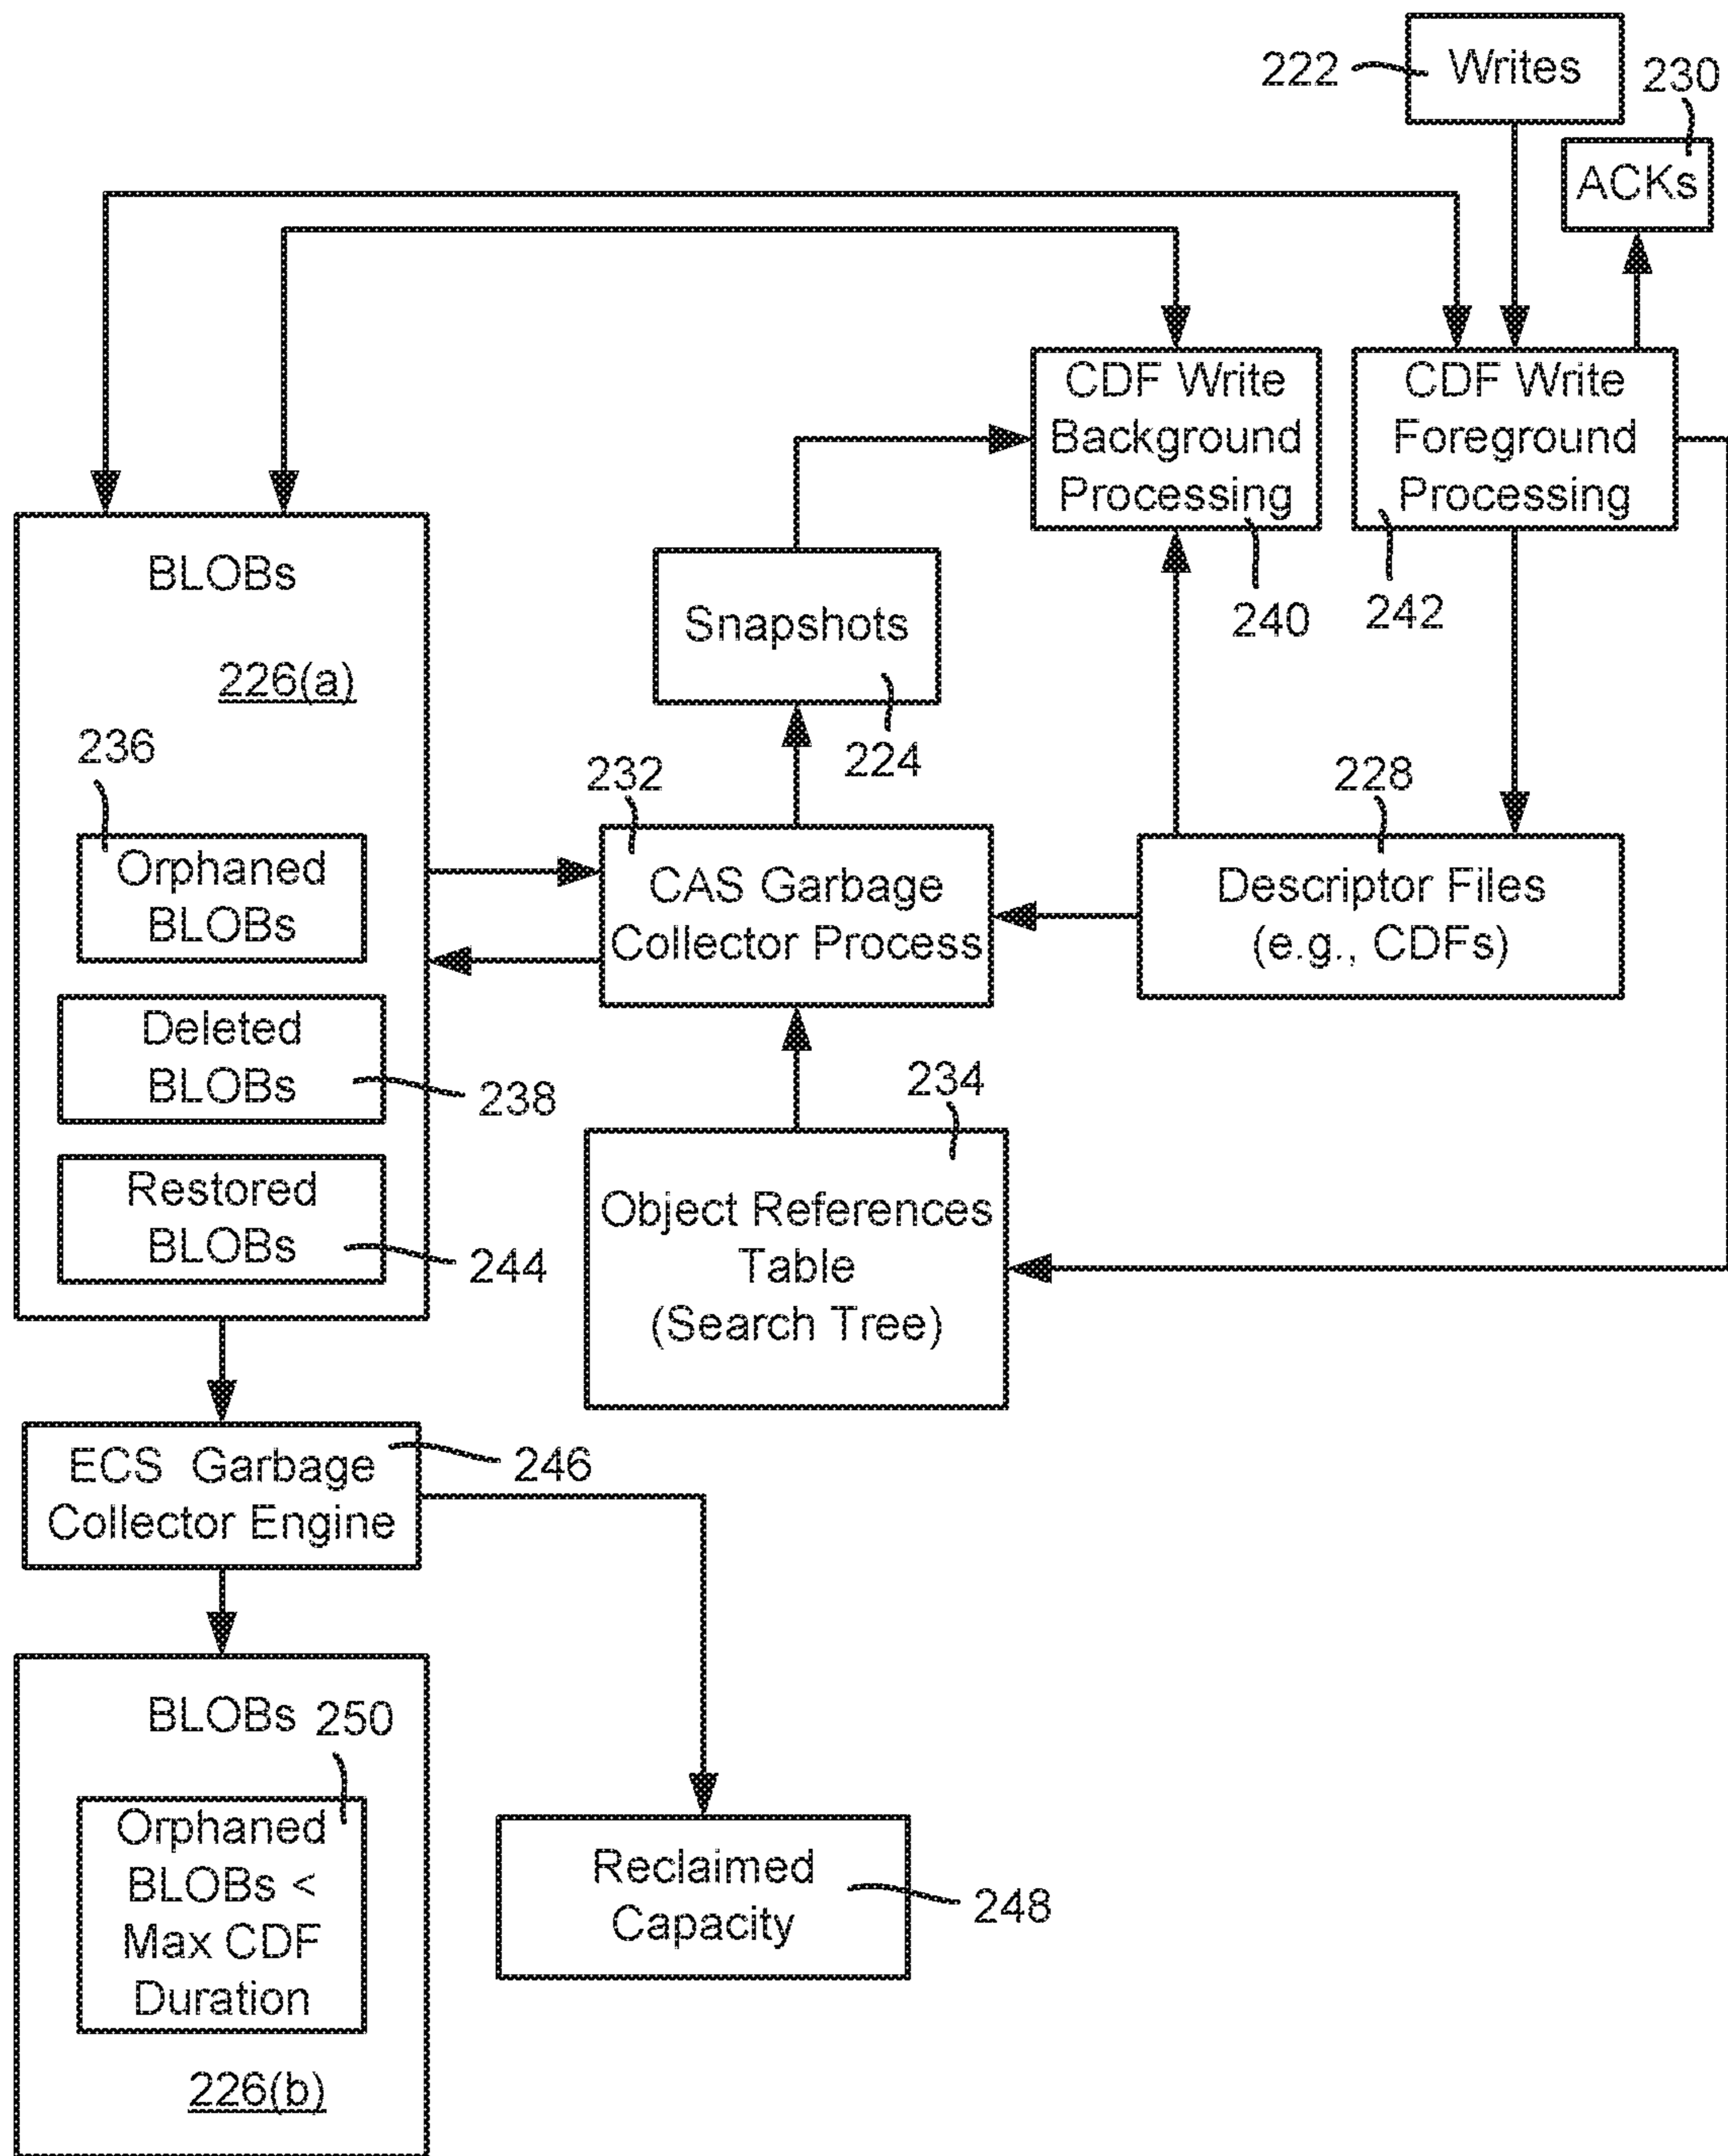 222
Writes
230
ACKs
CDF Write
Background
Processing
240
CDF Write
Foreground
Processing
242
BLOBs
226(a)
236
Orphaned
BLOBs
Deleted
BLOBs
238
Restored
BLOBs
244
Snapshots
224
232
CAS Garbage
Collector Process
228
Descriptor Files
(e.g., CDFs)
234
Object References
Table
(Search Tree)
ECS Garbage
Collector Engine
246
BLOBs
250
Orphaned
BLOBs <
Max CDF
Duration
226(b)
Reclaimed
Capacity
248